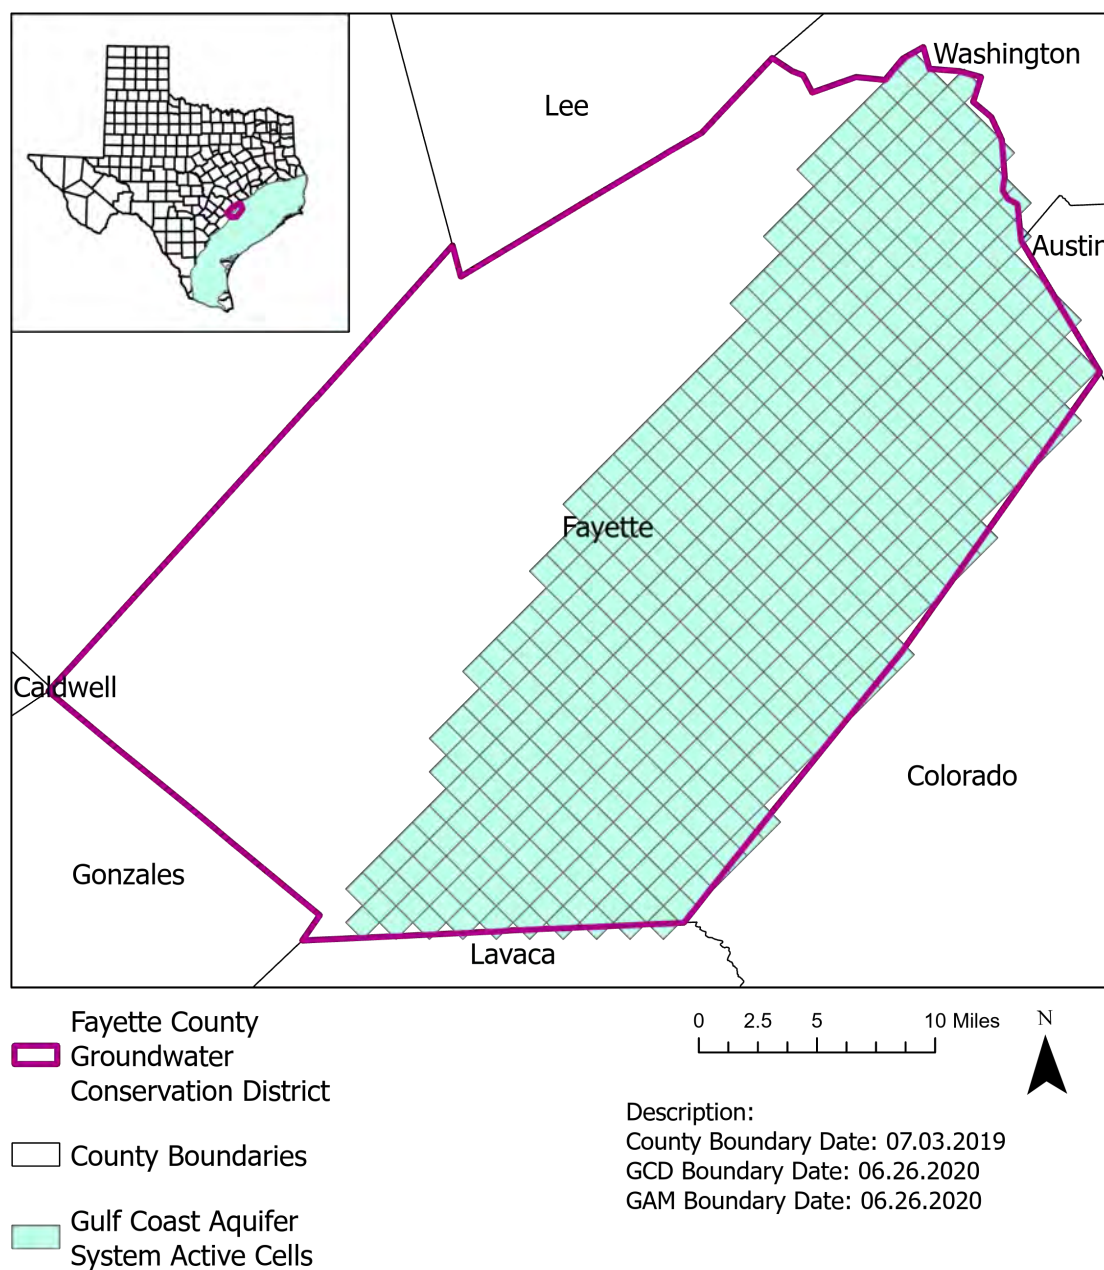 Washington
Lee
Austin
Fayette
Caldwell
Colorado
Gonzales
Lavaca
Fayette County
Groundwater
Conservation District
County Boundaries
Gulf Coast Aquifer
System Active Cells
0 2.5 5 10 Miles
N
Description:
County Boundary Date: 07.03.2019
GCD Boundary Date: 06.26.2020
GAM Boundary Date: 06.26.2020